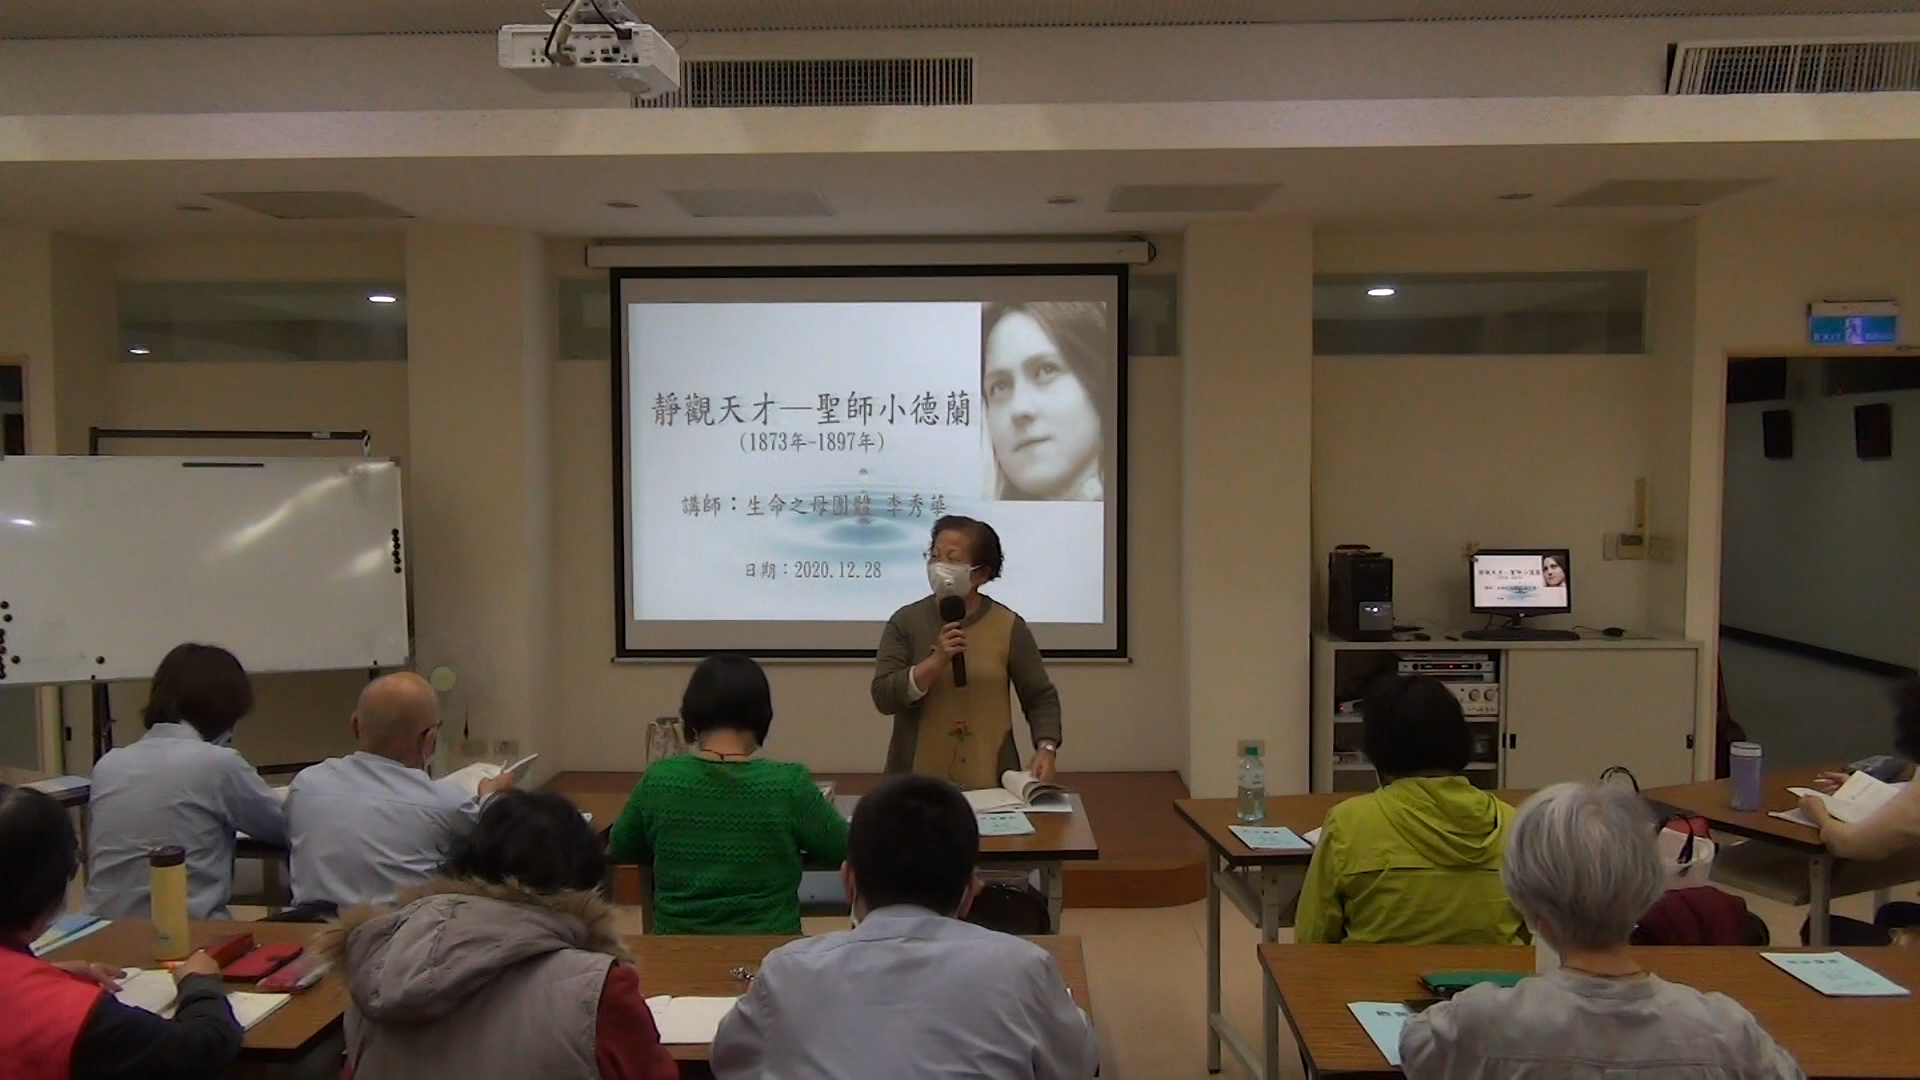 靜觀天才—聖師小德蘭
(1873年-1897年)
講師：生命之母團體 李秀華
日期：2020.12.28